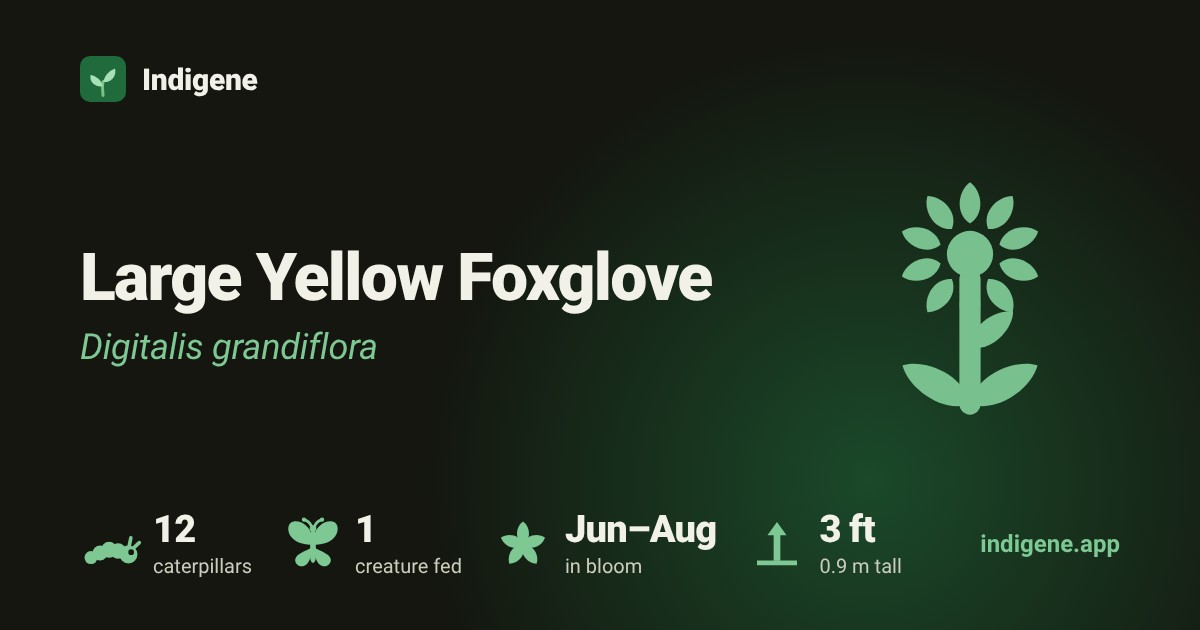 Indigene
Large Yellow Foxglove
Digitalis grandiflora
12
caterpillars
1
creature fed
Jun–Aug
in bloom
3 ft
0.9 m tall
indigene.app